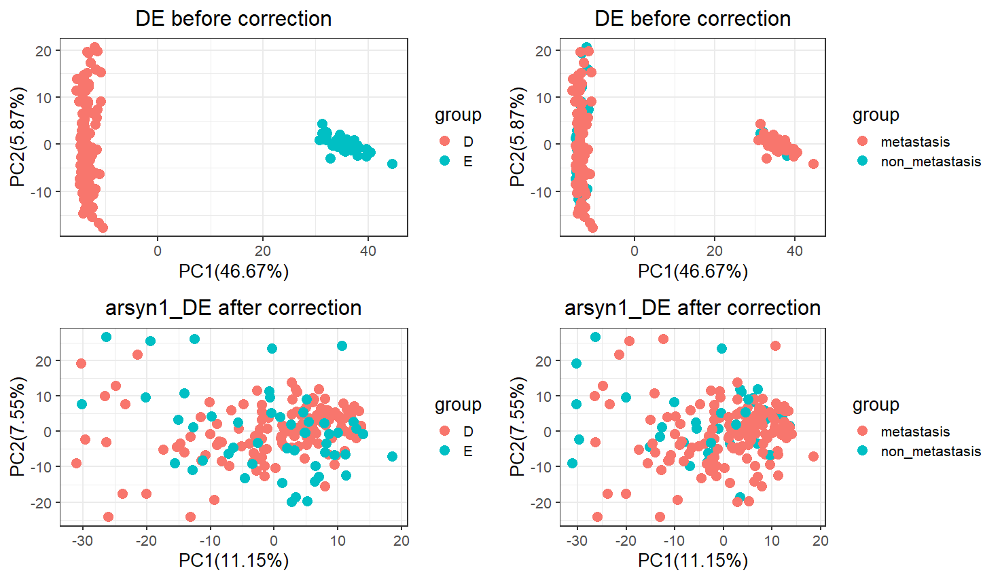 DE before correction
20
10
0
-10
PC2(5.87%)
0
20
40
PC1(46.67%)
group
D
E
DE before correction
20
10
0
-10
PC2(5.87%)
0
20
40
PC1(46.67%)
group
metastasis
non_metastasis
arsyn1_DE after correction
20
10
0
-10
-20
PC2(7.55%)
-30
-20
-10
0
10
20
PC1(11.15%)
group
D
E
arsyn1_DE after correction
20
10
0
-10
-20
PC2(7.55%)
-30
-20
-10
0
10
20
PC1(11.15%)
group
metastasis
non_metastasis